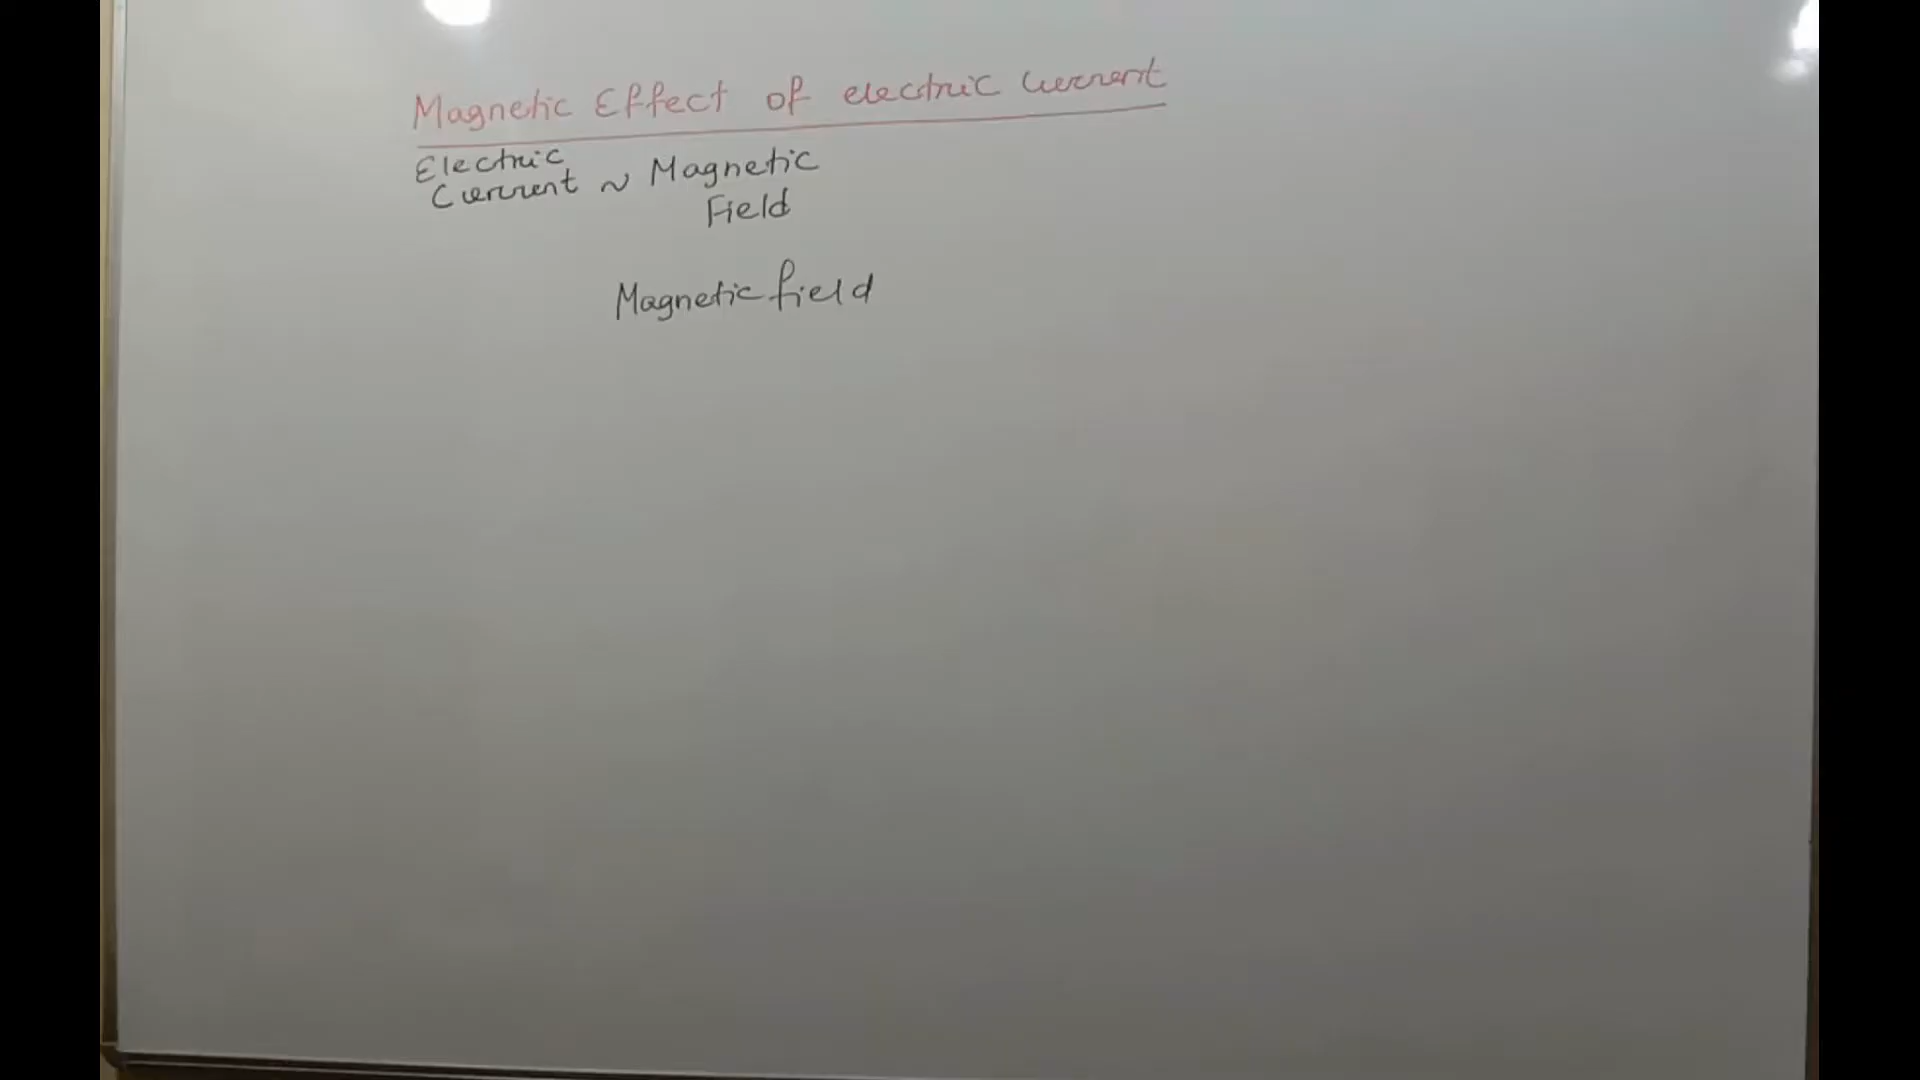 Magnetic Effect of electric Current
Electric
Current ~ Magnetic
Field
Magnetic field